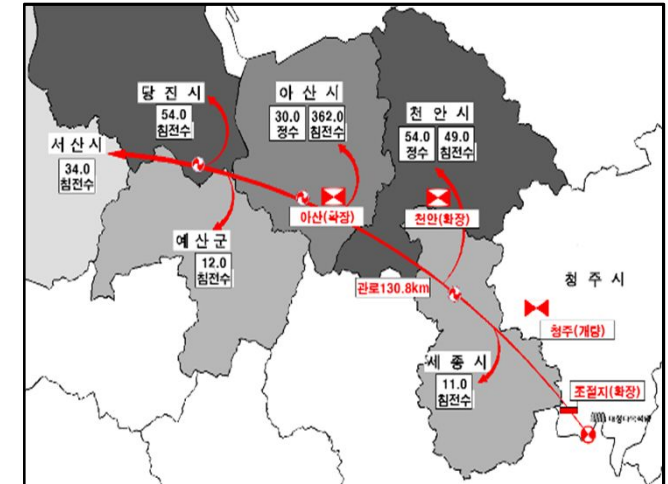 당 진 시
54.0
침전수
아 산 시
30.0
정수
362.0
침전수
천 안 시
54.0
정수
49.0
침전수
서 산 시
34.0
침전수
아산(확장)
천안(확장)
예 산 군
12.0
침전수
관로130.8km
청 주 시
청주(개량)
세 종 시
11.0
침전수
조절지(확장)